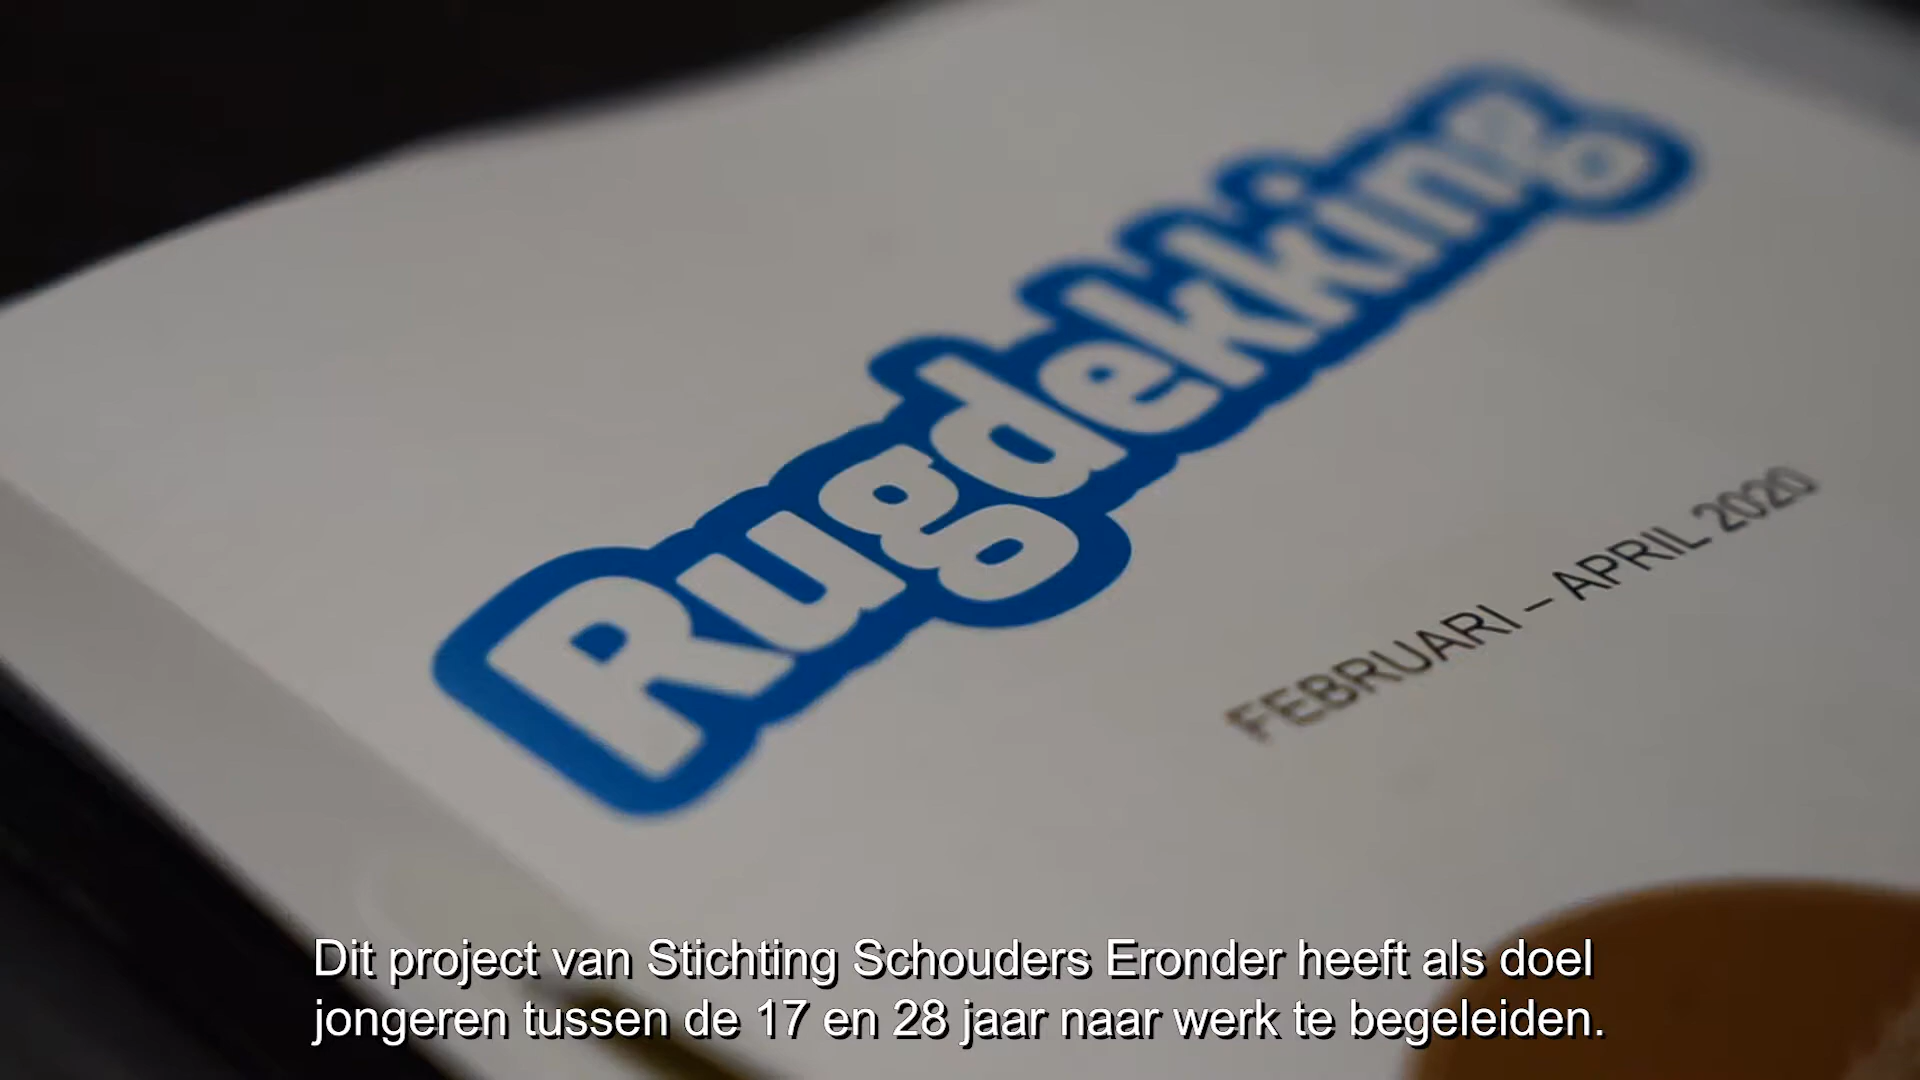 Rugdekking
FEBRUARI – APRIL 2020
Dit project van Stichting Schouders Eronder heeft als doel
jongeren tussen de 17 en 28 jaar naar werk te begeleiden.